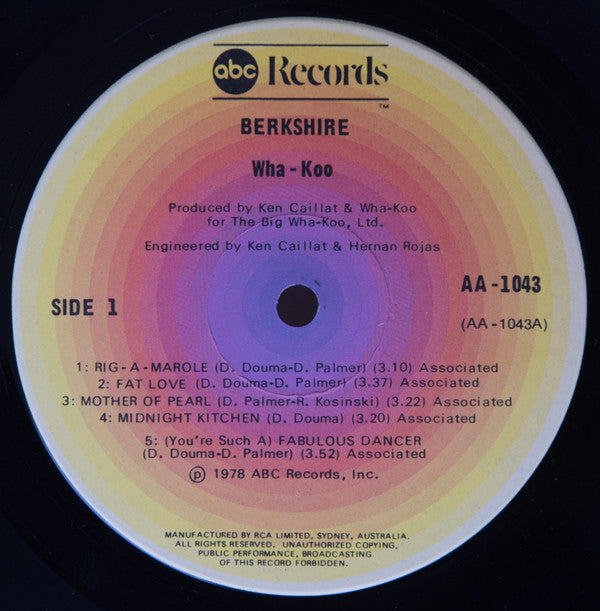 abc Records
TM
BERKSHIRE
Wha-Koo
Produced by Ken Caillat & Wha-Koo
for The Big Wha-Koo, Ltd.
Engineered by Ken Caillat & Hernan Rojas
SIDE 1
AA-1043
(AA-1043A)
1: RIG-A-MAROLE (D. Douma-D. Palmer) (3.10) Associated
2: FAT LOVE (D. Douma-D. Palmer) (3.37) Associated
3: MOTHER OF PEARL (D. Palmer-R. Kosinski) (3.22) Associated
4: MIDNIGHT KITCHEN (D. Douma) (3.20) Associated
5: (You're Such A) FABULOUS DANCER
(D. Douma-D. Palmer) (3.52) Associated
℗ 1978 ABC Records, Inc.
MANUFACTURED BY RCA LIMITED, SYDNEY, AUSTRALIA.
ALL RIGHTS RESERVED. UNAUTHORIZED COPYING,
PUBLIC PERFORMANCE, BROADCASTING
OF THIS RECORD FORBIDDEN.